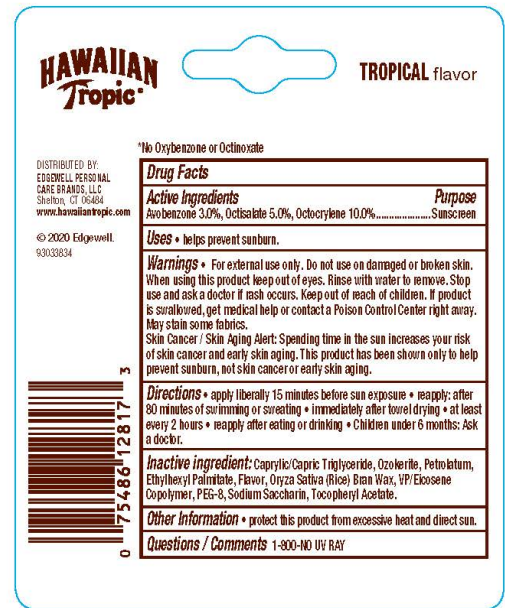 HAWAIIAN
Tropic®
TROPICAL flavor
*No Oxybenzone or Octinoxate
DISTRIBUTED BY:
EDGEWELL PERSONAL
CARE BRANDS, LLC
Shelton, CT 06484
www.hawaiiantropic.com
© 2020 Edgewell.
93033834
Drug Facts
Active Ingredients Purpose
Avobenzone 3.0%, Octisalate 5.0%, Octocrylene 10.0%......................Sunscreen
Uses • helps prevent sunburn.
Warnings • For external use only. Do not use on damaged or broken skin.
When using this product keep out of eyes. Rinse with water to remove. Stop
use and ask a doctor if rash occurs. Keep out of reach of children. If product
is swallowed, get medical help or contact a Poison Control Center right away.
May stain some fabrics.
Skin Cancer / Skin Aging Alert: Spending time in the sun increases your risk
of skin cancer and early skin aging. This product has been shown only to help
prevent sunburn, not skin cancer or early skin aging.
Directions • apply liberally 15 minutes before sun exposure • reapply: after
80 minutes of swimming or sweating • immediately after towel drying • at least
every 2 hours • reapply after eating or drinking • Children under 6 months: Ask
a doctor.
Inactive ingredient: Caprylic/Capric Triglyceride, Ozokerite, Petrolatum,
Ethylhexyl Palmitate, Flavor, Oryza Sativa (Rice) Bran Wax, VP/Eicosene
Copolymer, PEG-8, Sodium Saccharin, Tocopheryl Acetate.
Other Information • protect this product from excessive heat and direct sun.
Questions / Comments 1-800-NO UV RAY
0 75486 12817 3